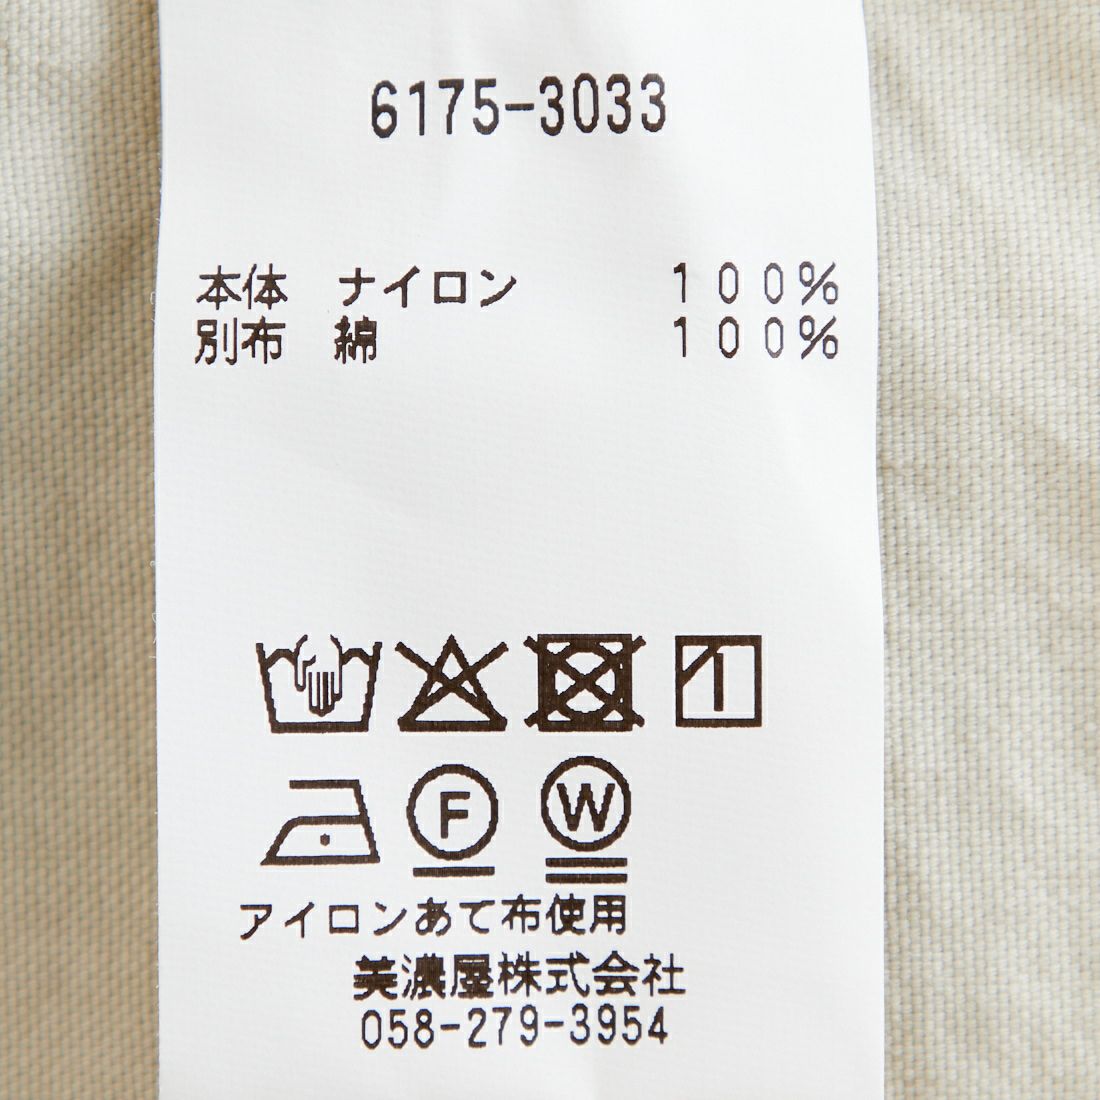 6175-3033
本体 ナイロン 100%
別布 綿 100%
F W
アイロンあて布使用
美濃屋株式会社
058-279-3954